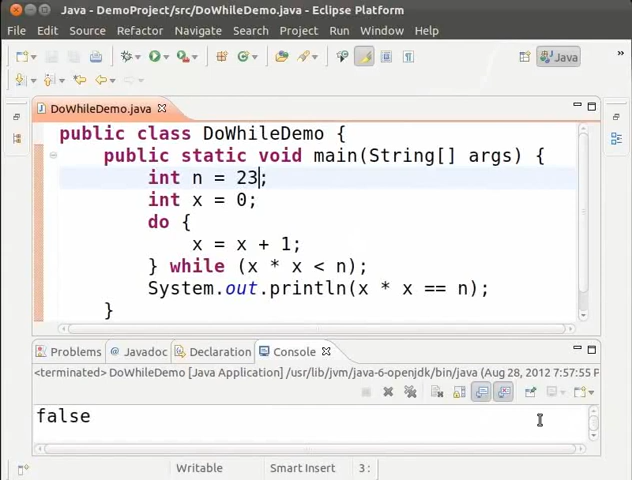 Java - DemoProject/src/DoWhileDemo.java - Eclipse Platform
File Edit Source Refactor Navigate Search Project Run Window Help
Java
DoWhileDemo.java
public class DoWhileDemo {
public static void main(String[] args) {
int n = 23;
int x = 0;
do {
x = x + 1;
} while (x * x < n);
System.out.println(x * x == n);
}
Problems Javadoc Declaration Console
<terminated> DoWhileDemo [Java Application] /usr/lib/jvm/java-6-openjdk/bin/java (Aug 28, 2012 7:57:55 P
false
Writable Smart Insert 3 :